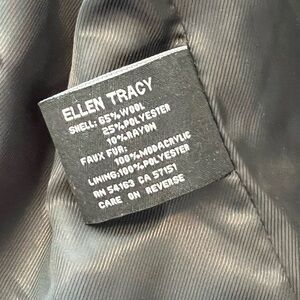 ELLEN TRACY
SHELL: 65%WOOL
25%POLYESTER
10%RAYON
FAUX FUR:
100%MODACRYLIC
LINING:100%POLYESTER
RN 54163 CA 57151
CARE ON REVERSE